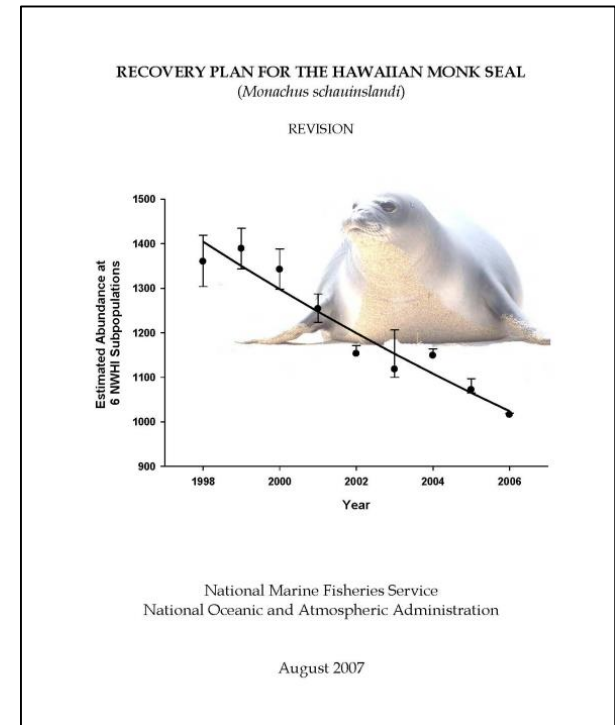 RECOVERY PLAN FOR THE HAWAIIAN MONK SEAL
(Monachus schauinslandi)
REVISION
1500
1400
1300
1200
1100
1000
900
Estimated Abundance at
6 NWHI Subpopulations
1998
2000
2002
2004
2006
Year
National Marine Fisheries Service
National Oceanic and Atmospheric Administration
August 2007